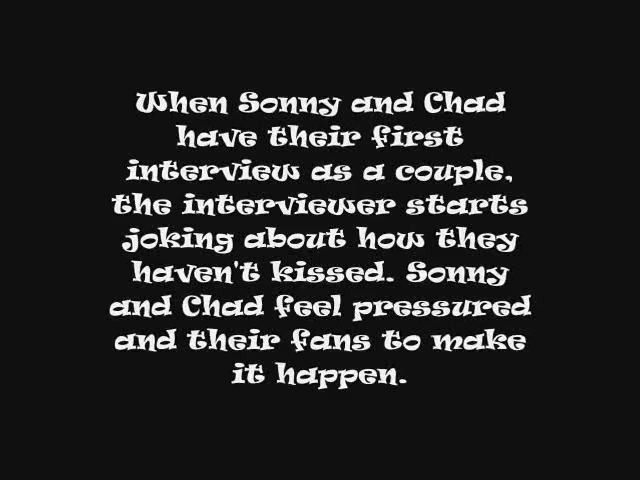 When Sonny and Chad
have their first
interview as a couple,
the interviewer starts
joking about how they
haven't kissed. Sonny
and Chad feel pressured
and their fans to make
it happen.